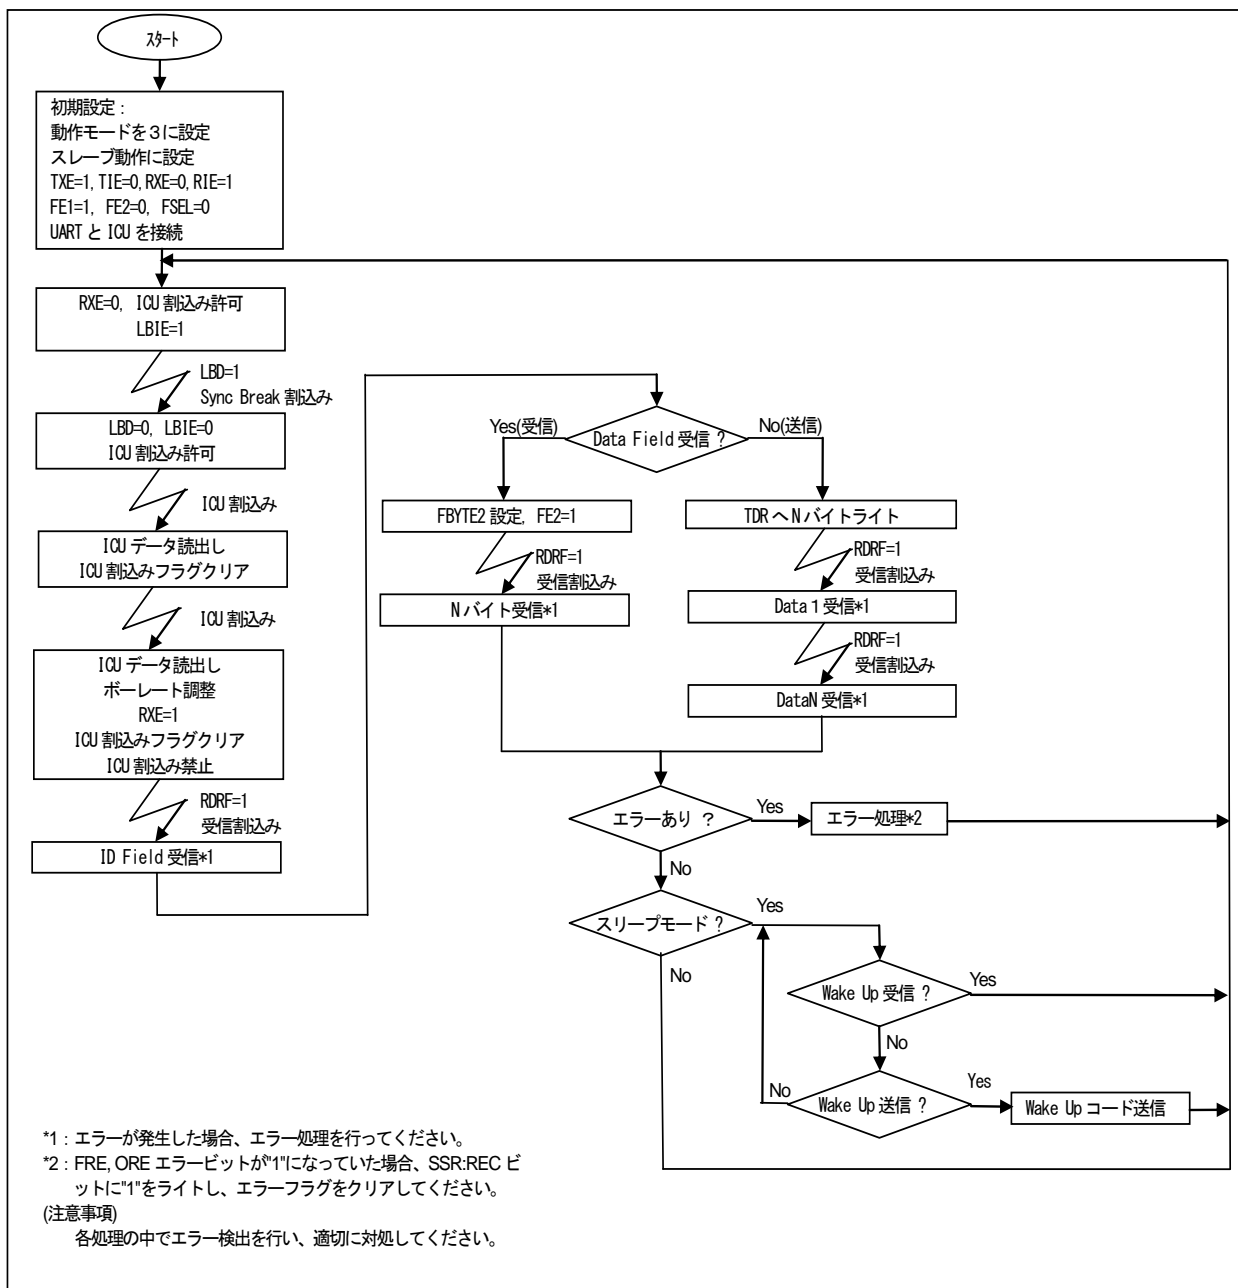 スタート
初期設定：
動作モードを３に設定
スレーブ動作に設定
TXE=1, TIE=0, RXE=0, RIE=1
FE1=1, FE2=0, FSEL=0
UART と ICU を接続
RXE=0, ICU 割込み許可
LBIE=1
LBD=1
Sync Break 割込み
LBD=0, LBIE=0
ICU 割込み許可
ICU 割込み
ICU データ読出し
ICU 割込みフラグクリア
ICU 割込み
ICU データ読出し
ボーレート調整
RXE=1
ICU 割込みフラグクリア
ICU 割込み禁止
RDRF=1
受信割込み
ID Field 受信*1
Data Field 受信 ?
Yes(受信)
No(送信)
FBYTE2 設定, FE2=1
RDRF=1
受信割込み
N バイト受信*1
TDR へ N バイトライト
RDRF=1
受信割込み
Data１受信*1
RDRF=1
受信割込み
DataN 受信*1
エラーあり ？
Yes
エラー処理*2
No
スリープモード ?
Yes
No
Wake Up 受信 ?
Yes
No
Wake Up 送信 ?
No
Yes
Wake Up コード送信
*1：エラーが発生した場合、エラー処理を行ってください。
*2：FRE, ORE エラービットが"1"になっていた場合、SSR:REC ビ
ットに"1"をライトし、エラーフラグをクリアしてください。
(注意事項)
各処理の中でエラー検出を行い、適切に対処してください。